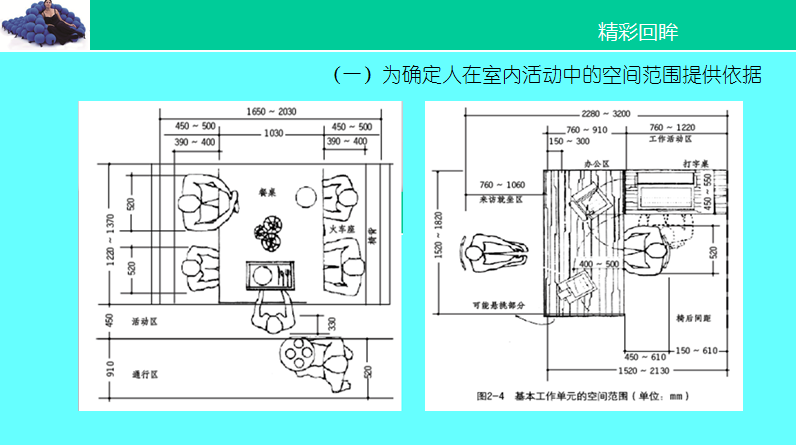 精彩回眸
（一）为确定人在室内活动中的空间范围提供依据
1650～2030
450～500
1030
450～500
390～400
390～400
餐桌
火车座
靠背
520
1220～1370
520
450
活动区
330
910
通行区
520
2280～3200
760～910
760～1220
工作活动区
150～300
办公区
打字桌
450～550
760～1060
来访就坐区
1520～1820
400～500
520
可能悬挑部分
椅后间距
450～610
150～610
1520～2130
图2-4 基本工作单元的空间范围（单位：mm）